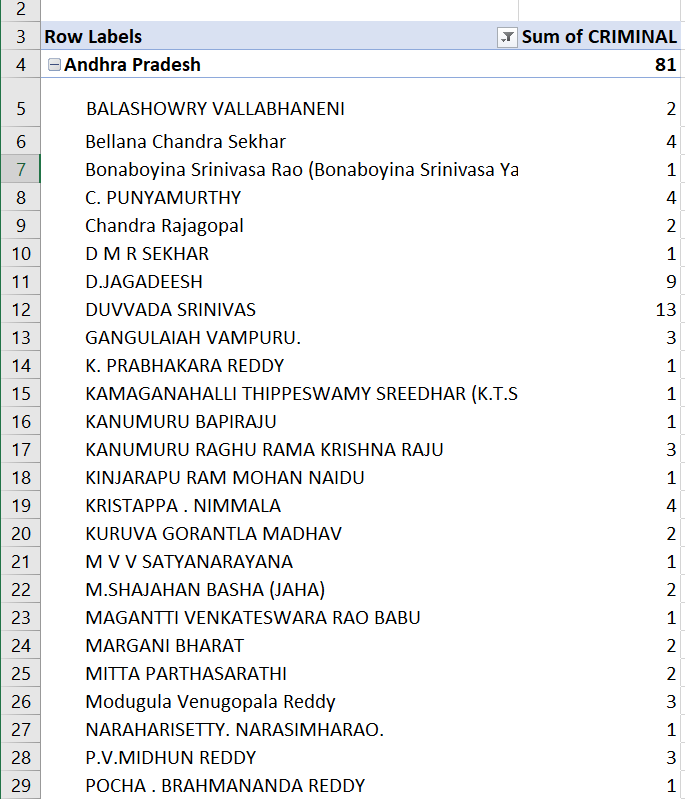 2
3 Row Labels Sum of CRIMINAL
4 Andhra Pradesh 81
5 BALASHOWRY VALLABHANENI 2
6 Bellana Chandra Sekhar 4
7 Bonaboyina Srinivasa Rao (Bonaboyina Srinivasa Ya 1
8 C. PUNYAMURTHY 4
9 Chandra Rajagopal 2
10 D M R SEKHAR 1
11 D.JAGADEESH 9
12 DUVVADA SRINIVAS 13
13 GANGULAIAH VAMPURU. 3
14 K. PRABHAKARA REDDY 1
15 KAMAGANAHALLI THIPPESWAMY SREEDHAR (K.T.S 1
16 KANUMURU BAPIRAJU 1
17 KANUMURU RAGHU RAMA KRISHNA RAJU 3
18 KINJARAPU RAM MOHAN NAIDU 1
19 KRISTAPPA . NIMMALA 4
20 KURUVA GORANTLA MADHAV 2
21 M V V SATYANARAYANA 1
22 M.SHAJAHAN BASHA (JAHA) 2
23 MAGANTTI VENKATESWARA RAO BABU 1
24 MARGANI BHARAT 2
25 MITTA PARTHASARATHI 2
26 Modugula Venugopala Reddy 3
27 NARAHARISETTY. NARASIMHARAO. 1
28 P.V.MIDHUN REDDY 3
29 POCHA . BRAHMANANDA REDDY 1